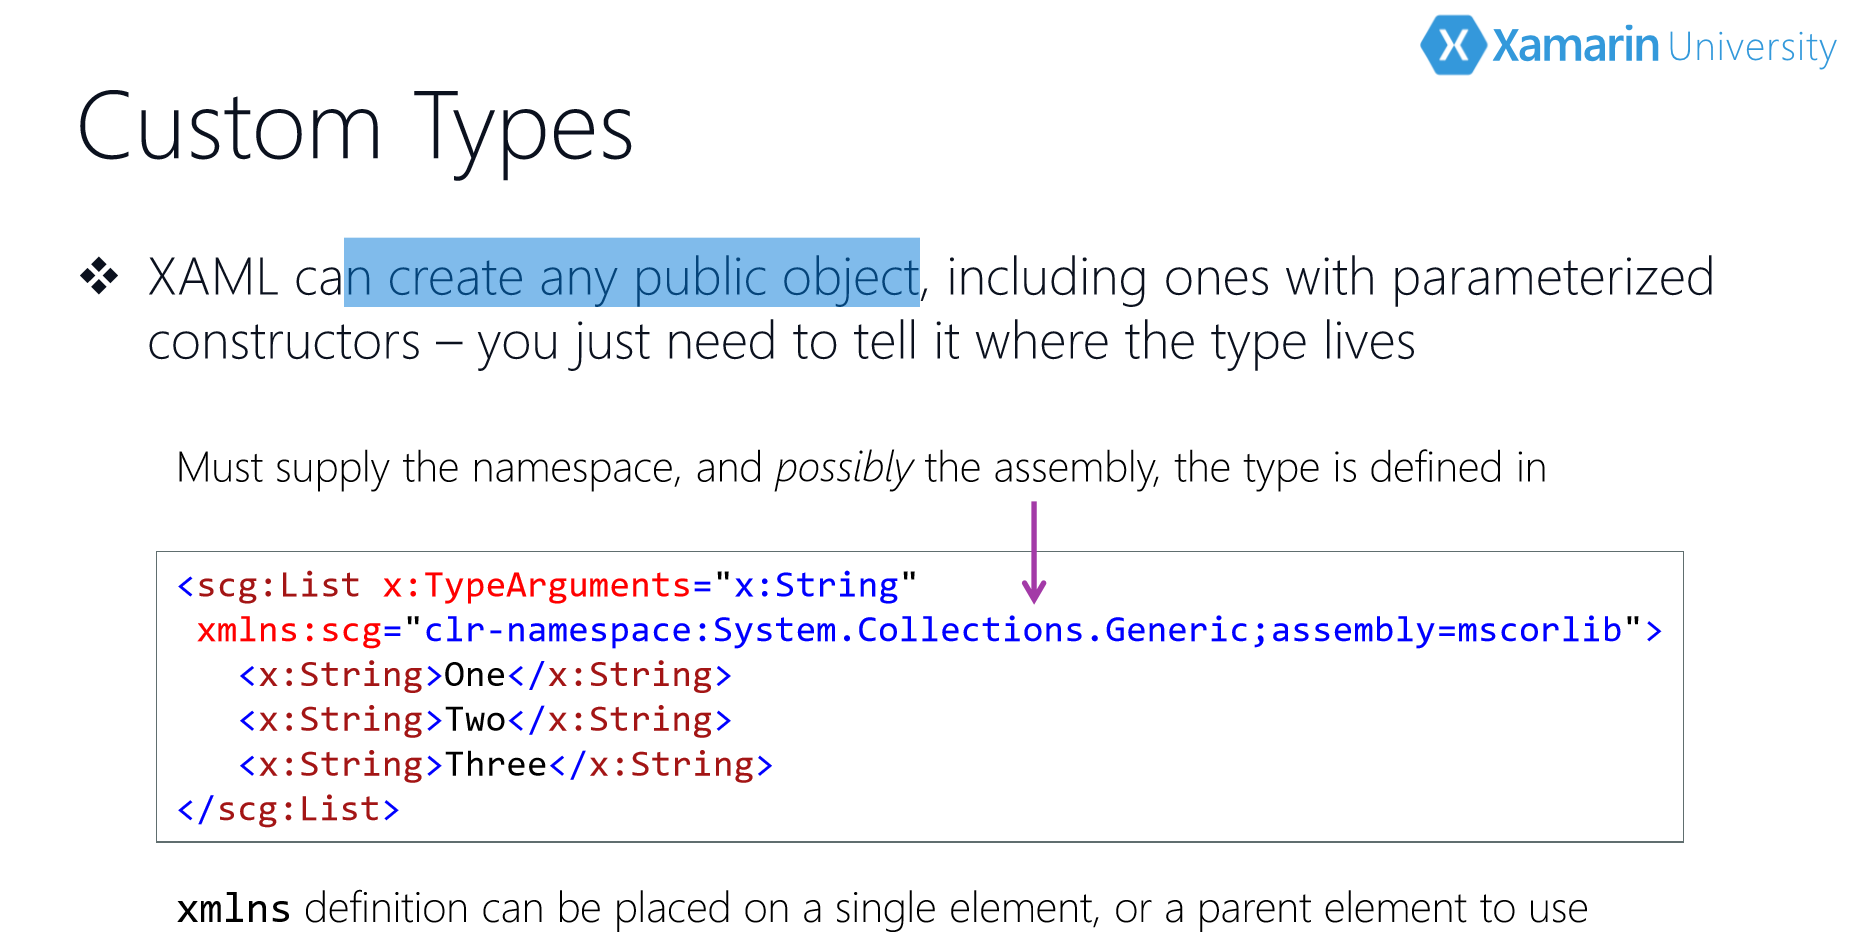 Xamarin University
Custom Types
❖ XAML can create any public object, including ones with parameterized
constructors – you just need to tell it where the type lives
Must supply the namespace, and possibly the assembly, the type is defined in
<scg:List x:TypeArguments="x:String"
xmlns:scg="clr-namespace:System.Collections.Generic;assembly=mscorlib">
<x:String>One</x:String>
<x:String>Two</x:String>
<x:String>Three</x:String>
</scg:List>
xmlns definition can be placed on a single element, or a parent element to use